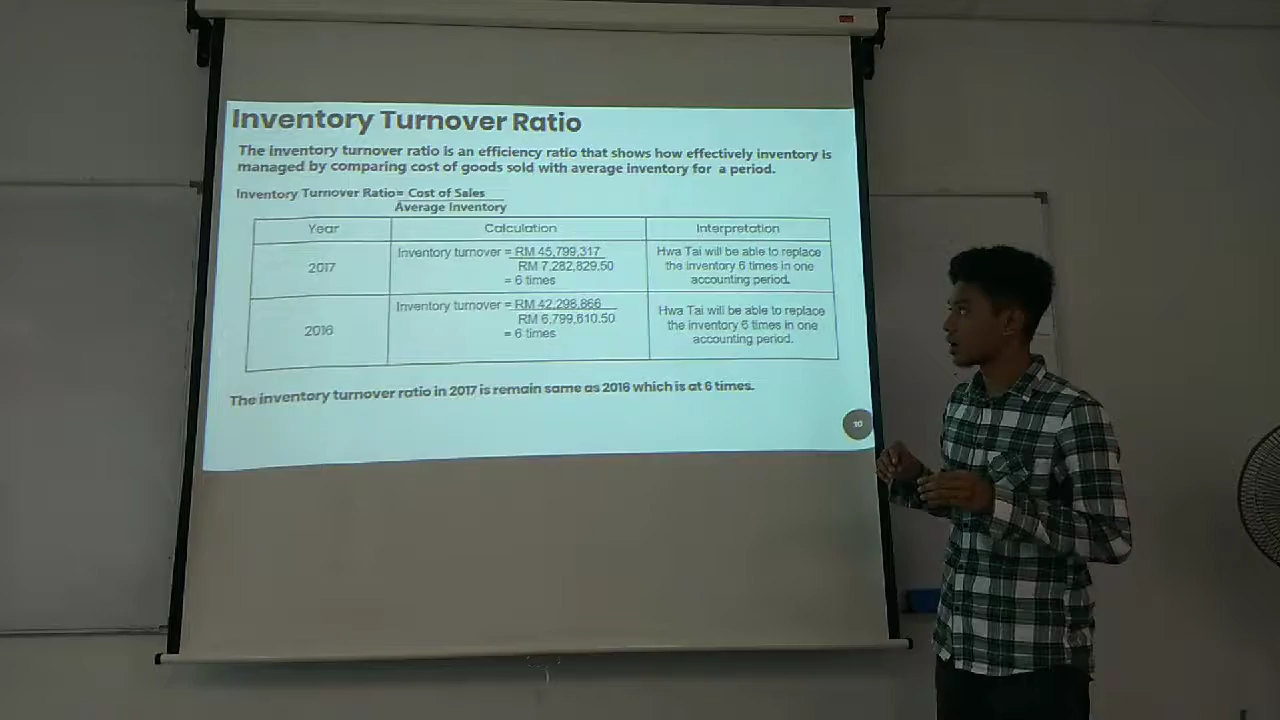 Inventory Turnover Ratio
The inventory turnover ratio is an efficiency ratio that shows how effectively inventory is
managed by comparing cost of goods sold with average inventory for a period.
Inventory Turnover Ratio= Cost of Sales
Average Inventory
Year Calculation Interpretation
2017
Inventory turnover = RM 45,799,317
RM 7,282,829.50
= 6 times
Hwa Tai will be able to replace
the inventory 6 times in one
accounting period.
2016
Inventory turnover = RM 42,298,866
RM 6,799,610.50
= 6 times
Hwa Tai will be able to replace
the inventory 6 times in one
accounting period.
The inventory turnover ratio in 2017 is remain same as 2016 which is at 6 times.
10